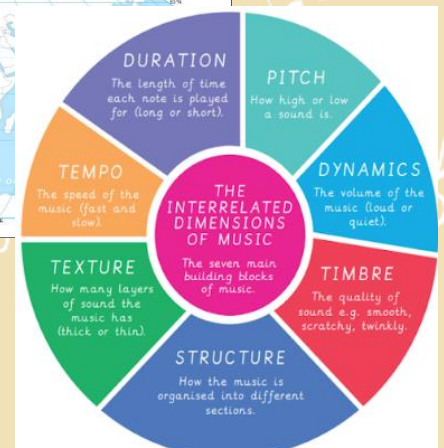 DURATION
The length of time
each note is played
for (long or short).
PITCH
How high or low
a sound is.
DYNAMICS
The volume of the
music (loud or
quiet).
TIMBRE
The quality of
sound e.g. smooth,
scratchy, twinkly.
STRUCTURE
How the music is
organised into different
sections.
TEXTURE
How many layers
of sound the
music has
(thick or thin).
TEMPO
The speed of the
music (fast and
slow).
THE
INTERRELATED
DIMENSIONS
OF MUSIC
The seven main
building blocks
of music.